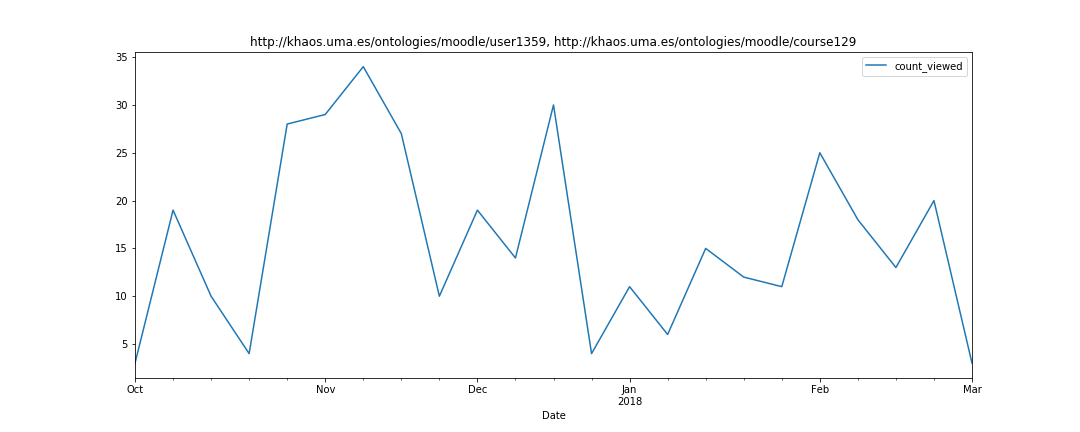 http://khaos.uma.es/ontologies/moodle/user1359, http://khaos.uma.es/ontologies/moodle/course129
count_viewed
35
30
25
20
15
10
5
Oct
Nov
Dec
Jan
2018
Feb
Mar
Date